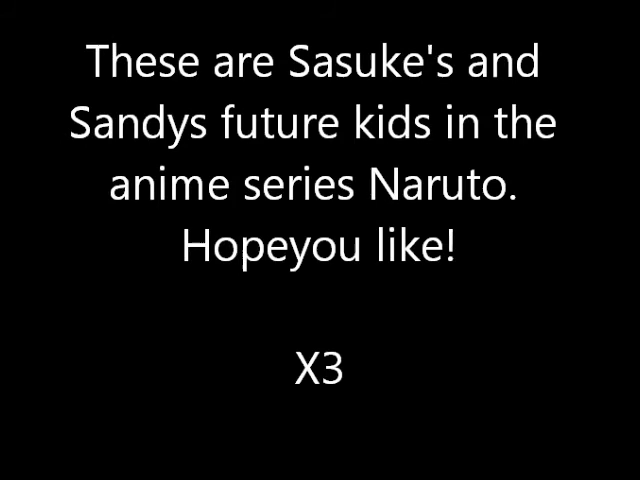 These are Sasuke's and
Sandys future kids in the
anime series Naruto.
Hopeyou like!
X3